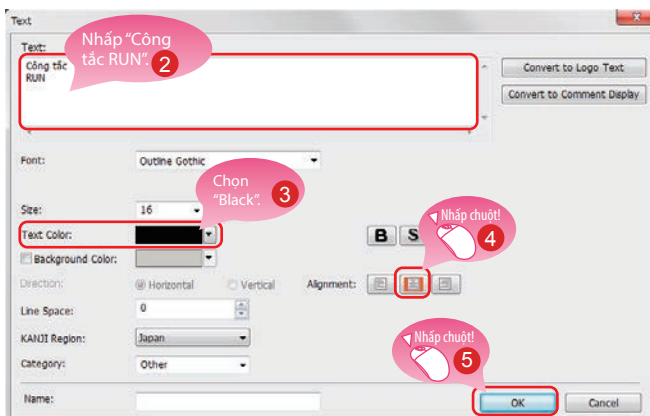 Text
Text:
Nhấp “Công
tắc RUN”. 2
Công tắc
RUN
Convert to Logo Text
Convert to Comment Display
Font:
Outline Gothic
Chọn
“Black”. 3
Size:
16
Nhấp chuột!
4
Text Color:
B S
Background Color:
Direction:
Horizontal
Vertical
Alignment:
Line Space:
0
KANJI Region:
Japan
Nhấp chuột!
5
Category:
Other
Name:
OK
Cancel